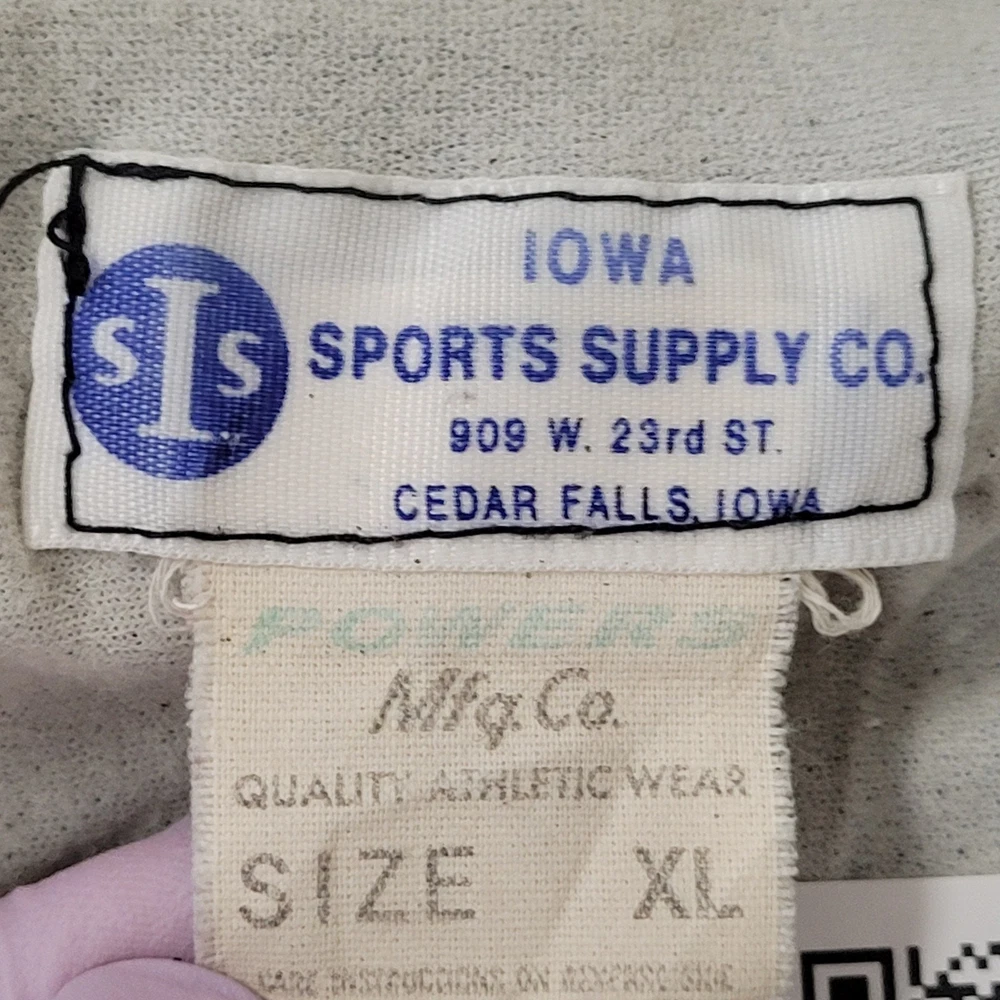 SIS
IOWA
SPORTS SUPPLY CO.
909 W. 23rd ST.
CEDAR FALLS, IOWA
POWERS
Mfg. Co.
QUALITY ATHLETIC WEAR
SIZE XL